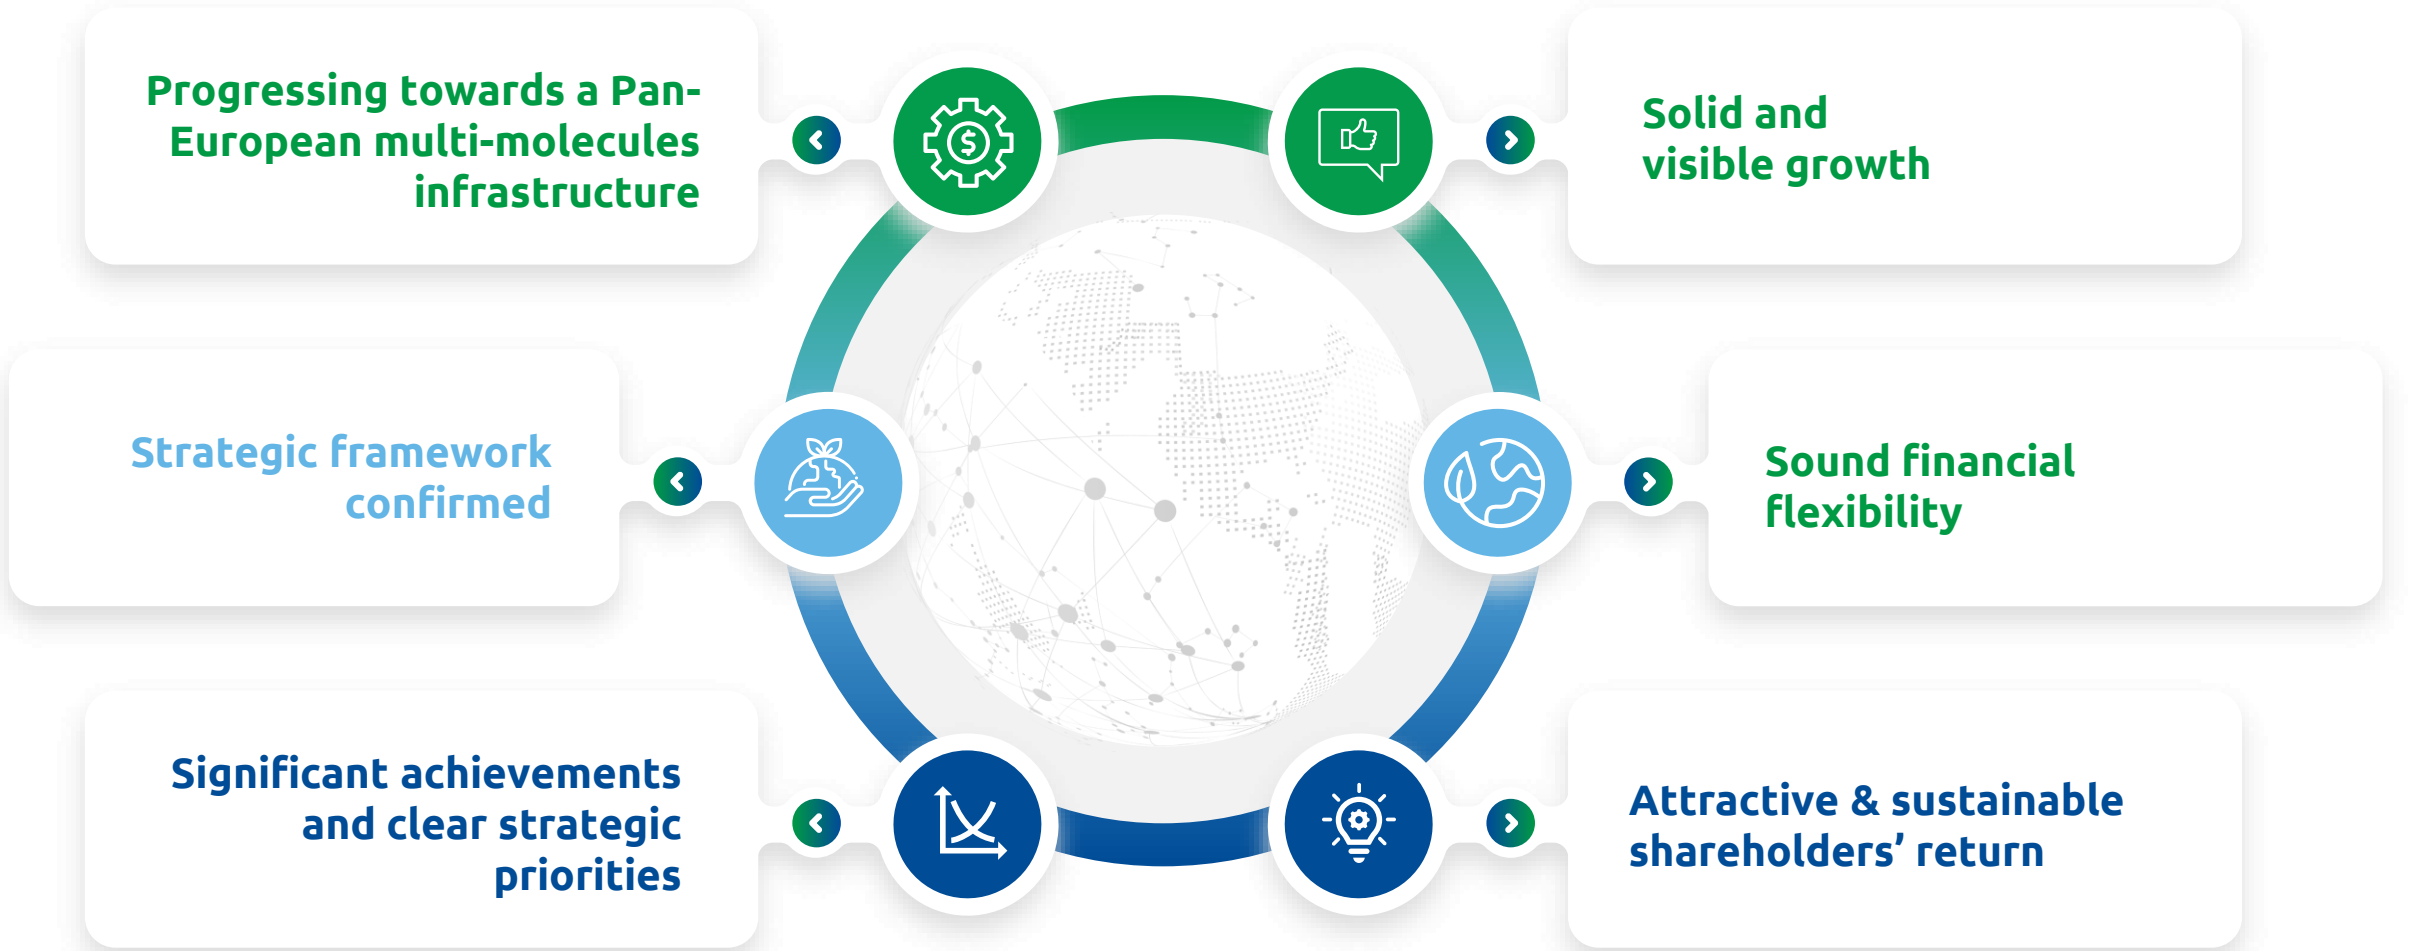 Progressing towards a Pan-
European multi-molecules
infrastructure
Strategic framework
confirmed
Significant achievements
and clear strategic
priorities
Solid and
visible growth
Sound financial
flexibility
Attractive & sustainable
shareholders’ return